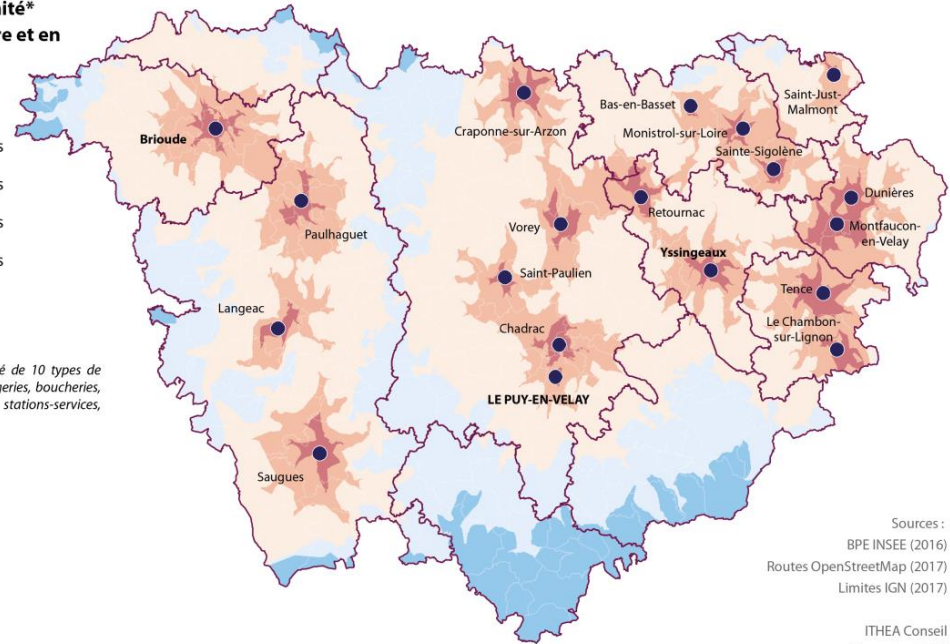 ité*
e et en
s
s
s
s
é de 10 types de
geries, boucheries,
stations-services,
Brioude
Paulhaguet
Langeac
Saugues
Craponne-sur-Arzon
Vorey
Saint-Paulien
Chadrac
LE PUY-EN-VELAY
Bas-en-Basset
Monistrol-sur-Loire
Sainte-Sigolène
Saint-Just-
Malmont
Retournac
Yssingeaux
Dunières
Montfaucon-
en-Velay
Tence
Le Chambon-
sur-Lignon
Sources :
BPE INSEE (2016)
Routes OpenStreetMap (2017)
Limites IGN (2017)
ITHEA Conseil